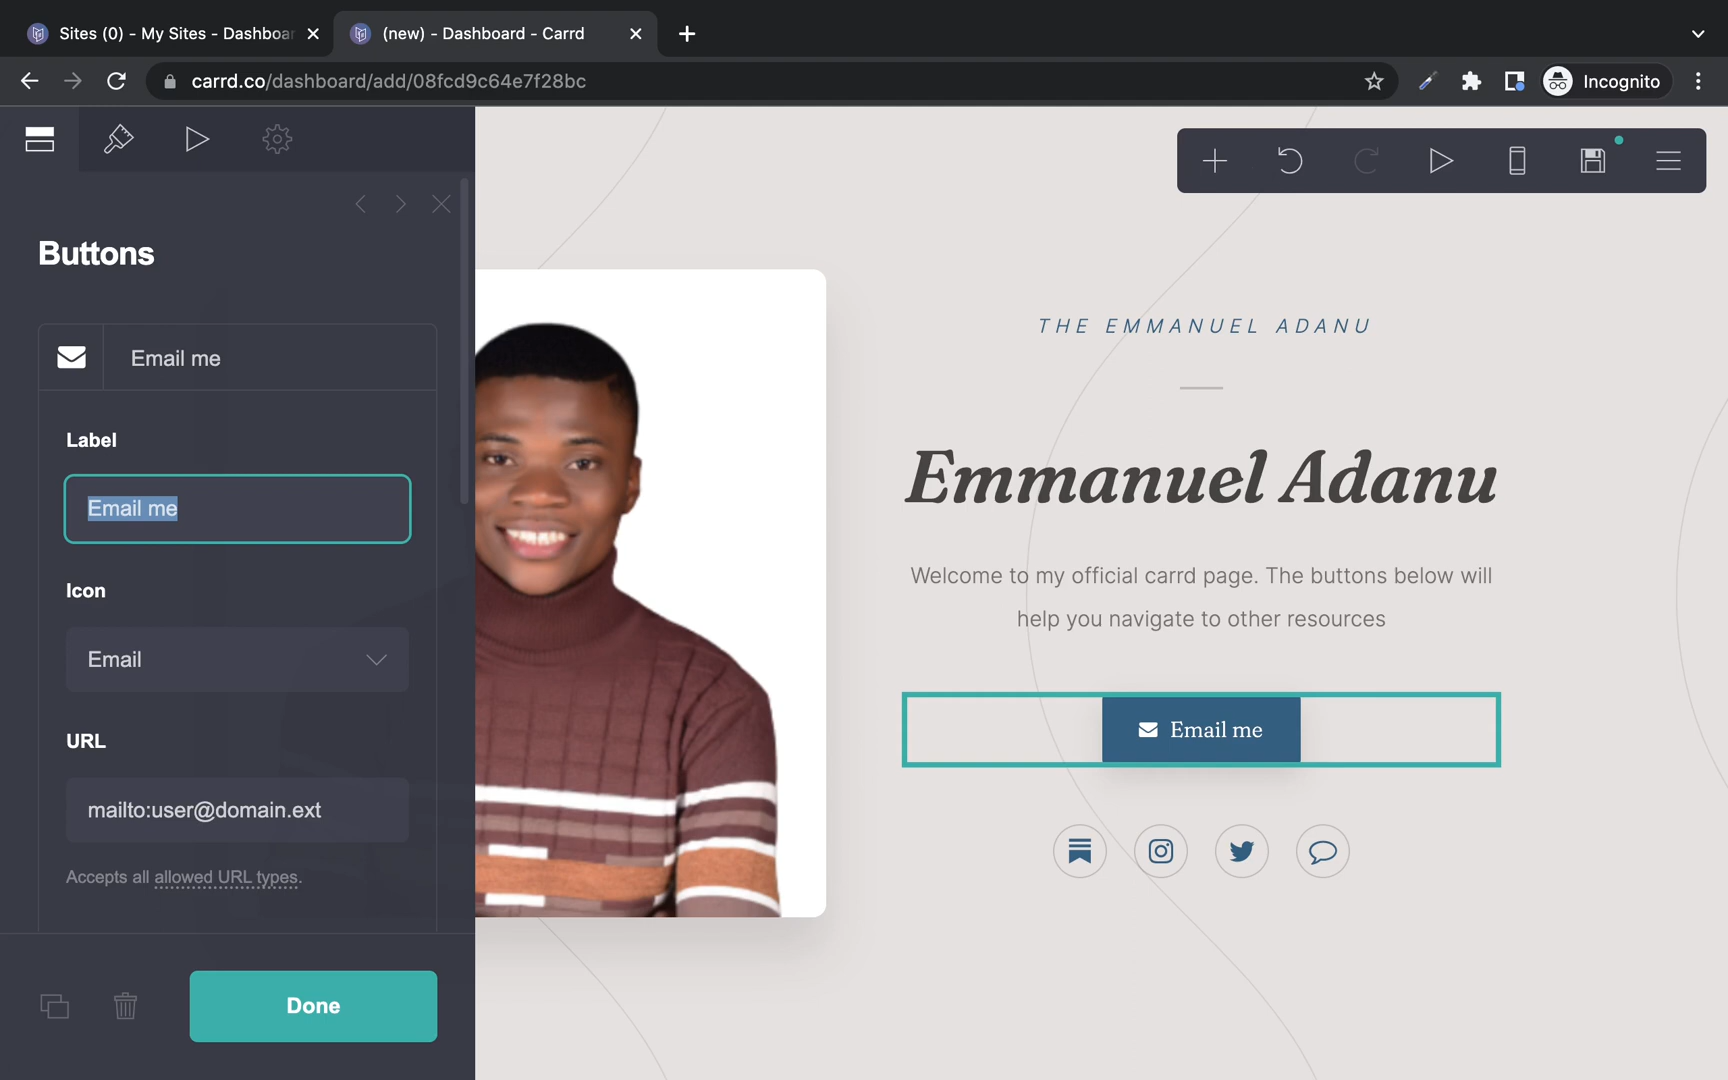 Sites (0) - My Sites - Dashboar
(new) - Dashboard - Carrd
carrd.co/dashboard/add/08fcd9c64e7f28bc
Incognito
Buttons
Email me
Label
Email me
Icon
Email
URL
mailto:user@domain.ext
Accepts all allowed URL types.
Done
THE EMMANUEL ADANU
Emmanuel Adanu
Welcome to my official carrd page. The buttons below will
help you navigate to other resources
Email me